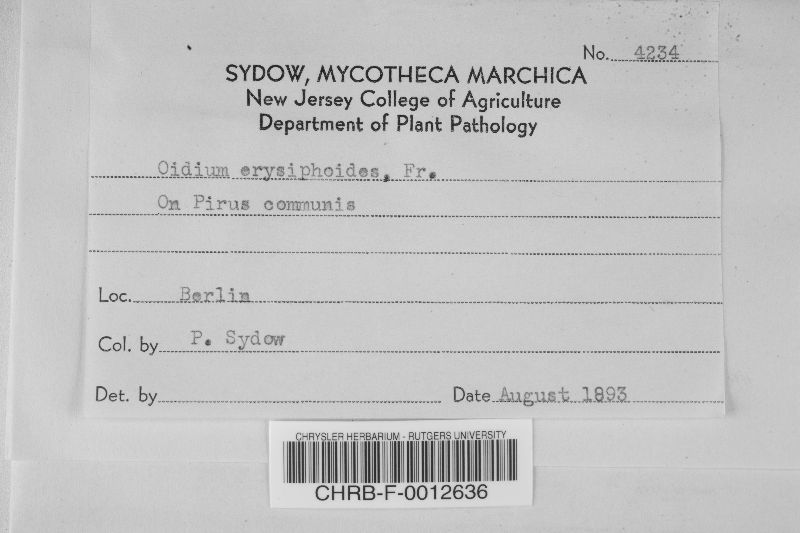 No. 4234
SYDOW, MYCOTHECA MARCHICA
New Jersey College of Agriculture
Department of Plant Pathology
Oidium erysiphoides, Fr.
On Pirus communis
Loc. Berlin
Col. by P. Sydow
Det. by Date August 1893
CHRYSLER HERBARIUM - RUTGERS UNIVERSITY
CHRB-F-0012636